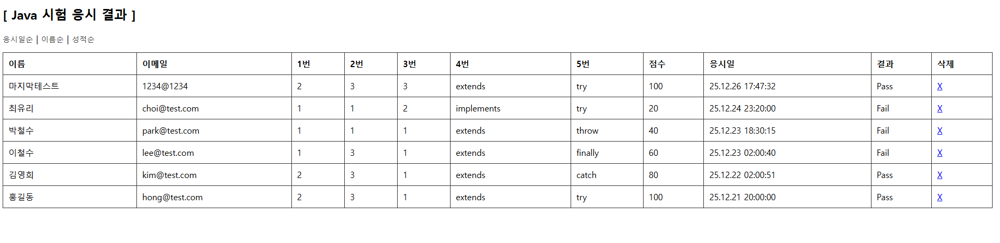 [ Java 시험 응시 결과 ]
응시일순 | 이름순 | 성적순
이름 이메일 1번 2번 3번 4번 5번 점수 응시일 결과 삭제
마지막테스트 1234@1234 2 3 3 extends try 100 25.12.26 17:47:32 Pass X
최유리 choi@test.com 1 1 2 implements try 20 25.12.24 23:20:00 Fail X
박철수 park@test.com 1 1 1 extends throw 40 25.12.23 18:30:15 Fail X
이철수 lee@test.com 1 3 1 extends finally 60 25.12.23 02:00:40 Fail X
김영희 kim@test.com 2 3 1 extends catch 80 25.12.22 02:00:51 Pass X
홍길동 hong@test.com 2 3 1 extends try 100 25.12.21 20:00:00 Pass X